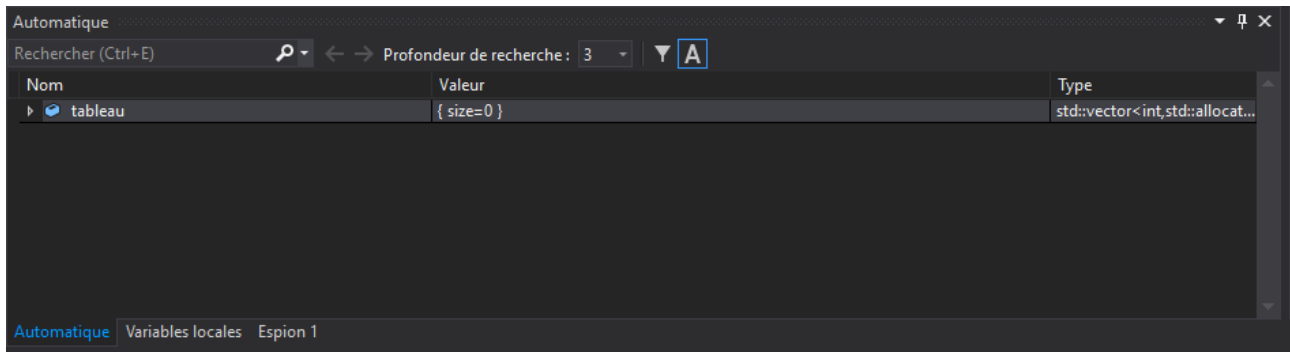 Automatique
Rechercher (Ctrl+E) Profondeur de recherche : 3 A
Nom Valeur Type
tableau { size=0 } std::vector<int,std::allocat...
Automatique Variables locales Espion 1